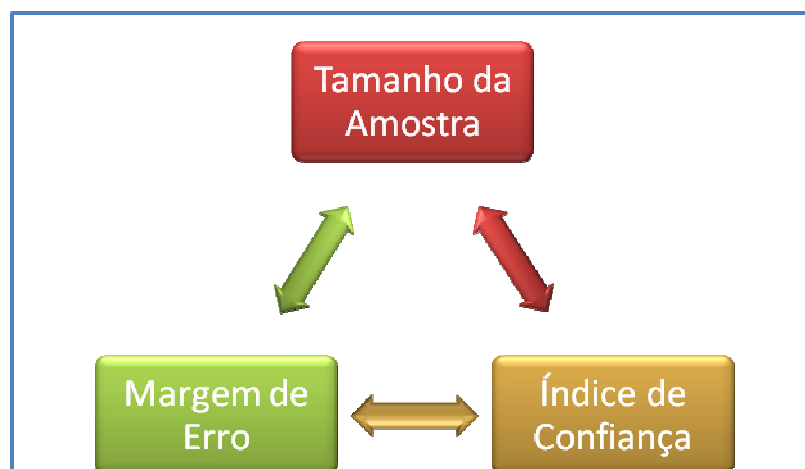 Tamanho da
Amostra
Margem de
Erro
Índice de
Confiança